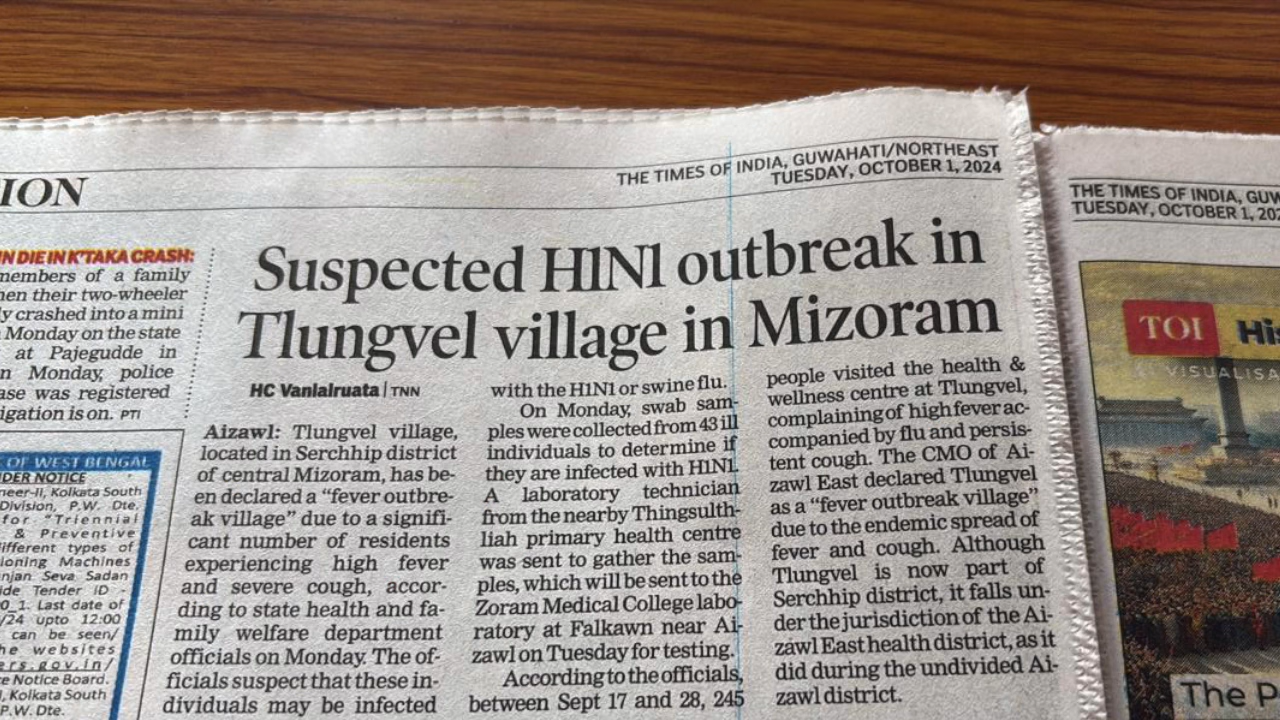 ION
THE TIMES OF INDIA, GUWAHATI/NORTHEAST
TUESDAY, OCTOBER 1, 2024
N DIE IN K'TAKA CRASH:
members of a family
en their two-wheeler
ly crashed into a mini
Monday on the state
at Pajegudde in
n Monday, police
ase was registered
igation is on. PTI
OF WEST BENGAL
DER NOTICE
neer-II, Kolkata South
Division, P.W. Dte.
for "Triennial
& Preventive
ifferent types of
ioning Machines
njan Seva Sadan
ide Tender ID -
0_1. Last date of
/24 upto 12:00
can be seen/
he websites
ers.gov.in/
e Notice Board.
I, Kolkata South
P.W. Dte.
Suspected H1N1 outbreak in
Tlungvel village in Mizoram
HC Vanlalruata | TNN
Aizawl: Tlungvel village,
located in Serchhip district
of central Mizoram, has be-
en declared a "fever outbre-
ak village" due to a signifi-
cant number of residents
experiencing high fever
and severe cough, accor-
ding to state health and fa-
mily welfare department
officials on Monday. The of-
ficials suspect that these in-
dividuals may be infected
with the H1N1 or swine flu.
On Monday, swab sam-
ples were collected from 43 ill
individuals to determine if
they are infected with H1N1.
A laboratory technician
from the nearby Thingsulth-
liah primary health centre
was sent to gather the sam-
ples, which will be sent to the
Zoram Medical College labo-
ratory at Falkawn near Ai-
zawl on Tuesday for testing.
According to the officials,
between Sept 17 and 28, 245
people visited the health &
wellness centre at Tlungvel,
complaining of high fever ac-
companied by flu and persis-
tent cough. The CMO of Ai-
zawl East declared Tlungvel
as a "fever outbreak village"
due to the endemic spread of
fever and cough. Although
Tlungvel is now part of
Serchhip district, it falls un-
der the jurisdiction of the Ai-
zawl East health district, as it
did during the undivided Ai-
zawl district.
THE TIMES OF INDIA, GUW
TUESDAY, OCTOBER 1, 202
TOI His
VISUALISA
The P